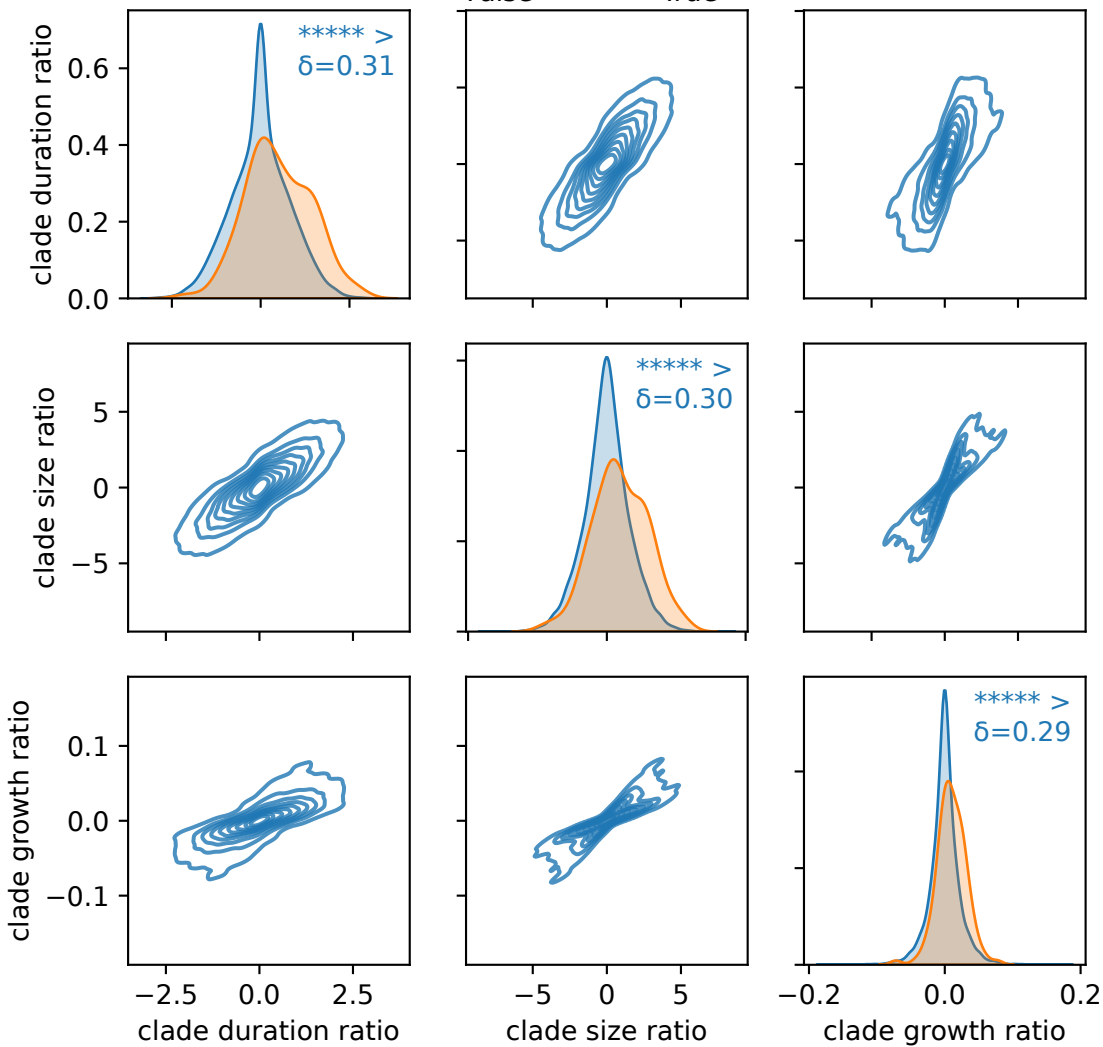 ***** >
δ=0.31
clade duration ratio
0.6
0.4
0.2
0.0
***** >
δ=0.30
clade size ratio
5
0
−5
***** >
δ=0.29
clade growth ratio
0.1
0.0
−0.1
−2.5 0.0 2.5
−5 0 5
−0.2 0.0 0.2
clade duration ratio
clade size ratio
clade growth ratio